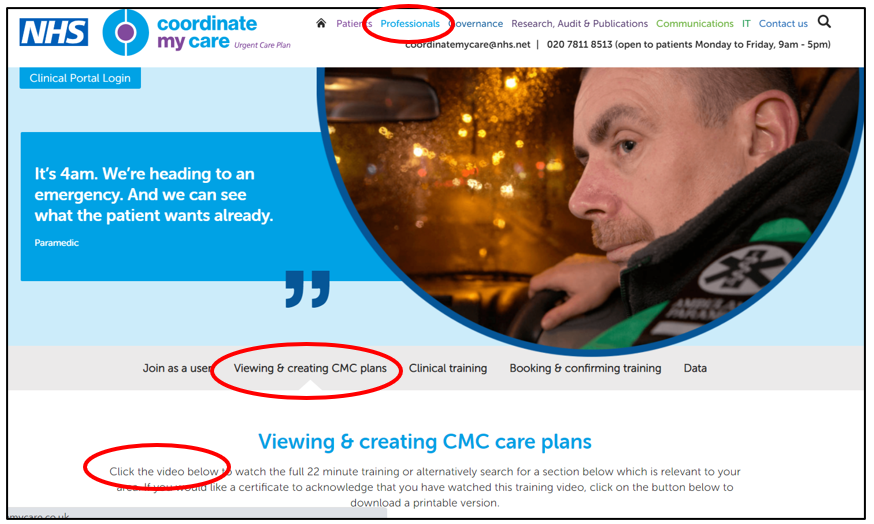 NHS
coordinate
my care Urgent Care Plan
Patients Professionals Governance Research, Audit & Publications Communications IT Contact us
coordinatemycare@nhs.net | 020 7811 8513 (open to patients Monday to Friday, 9am - 5pm)
Clinical Portal Login
It's 4am. We're heading to an
emergency. And we can see
what the patient wants already.
Paramedic
AMBULANCE
PARAMEDIC
Join as a user Viewing & creating CMC plans Clinical training Booking & confirming training Data
Viewing & creating CMC care plans
Click the video below to watch the full 22 minute training or alternatively search for a section below which is relevant to your
area. If you would like a certificate to acknowledge that you have watched this training video, click on the button below to
download a printable version.
mycare.co.uk